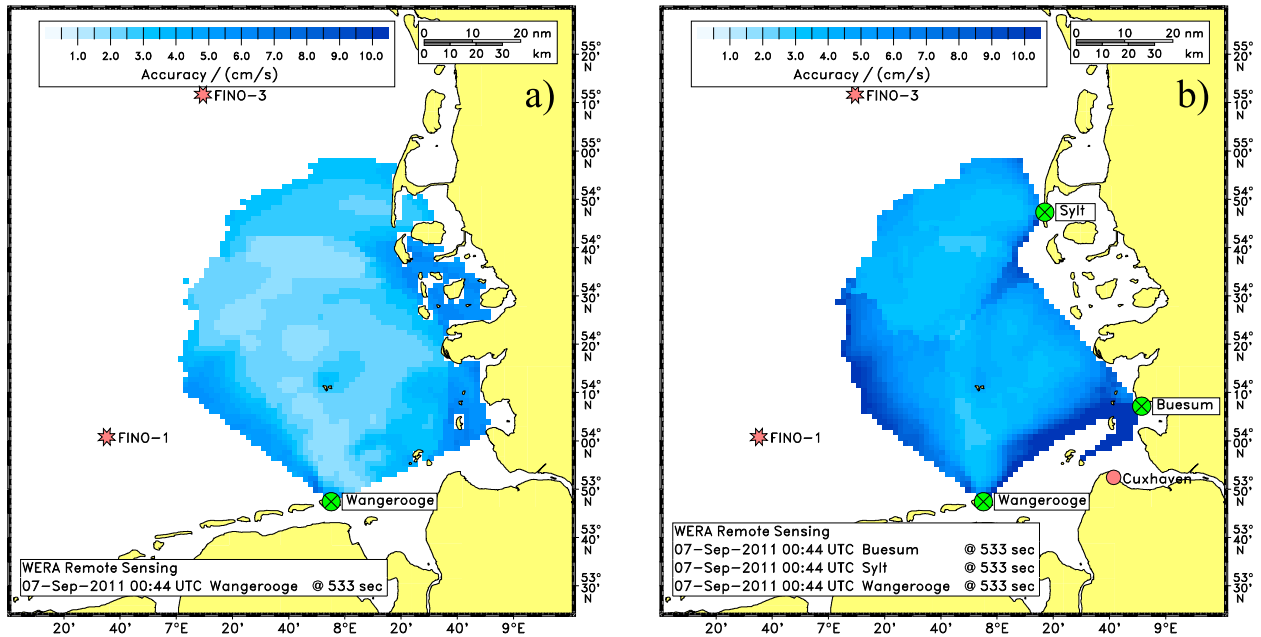 1.0 2.0 3.0 4.0 5.0 6.0 7.0 8.0 9.0 10.0
Accuracy / (cm/s)
0 10 20 nm
0 10 20 30 km
a)
FINO-3
FINO-1
Wangerooge
WERA Remote Sensing
07-Sep-2011 00:44 UTC Wangerooge @ 533 sec
55° 20' N
55° 10' N
55° 00' N
54° 50' N
54° 40' N
54° 30' N
54° 20' N
54° 10' N
54° 00' N
53° 50' N
53° 40' N
53° 30' N
20' 40' 7°E 20' 40' 8°E 20' 40' 9°E
1.0 2.0 3.0 4.0 5.0 6.0 7.0 8.0 9.0 10.0
Accuracy / (cm/s)
0 10 20 nm
0 10 20 30 km
b)
FINO-3
Sylt
Buesum
FINO-1
Cuxhaven
Wangerooge
WERA Remote Sensing
07-Sep-2011 00:44 UTC Buesum @ 533 sec
07-Sep-2011 00:44 UTC Sylt @ 533 sec
07-Sep-2011 00:44 UTC Wangerooge @ 533 sec
55° 20' N
55° 10' N
55° 00' N
54° 50' N
54° 40' N
54° 30' N
54° 20' N
54° 10' N
54° 00' N
53° 50' N
53° 40' N
53° 30' N
20' 40' 7°E 20' 40' 8°E 20' 40' 9°E